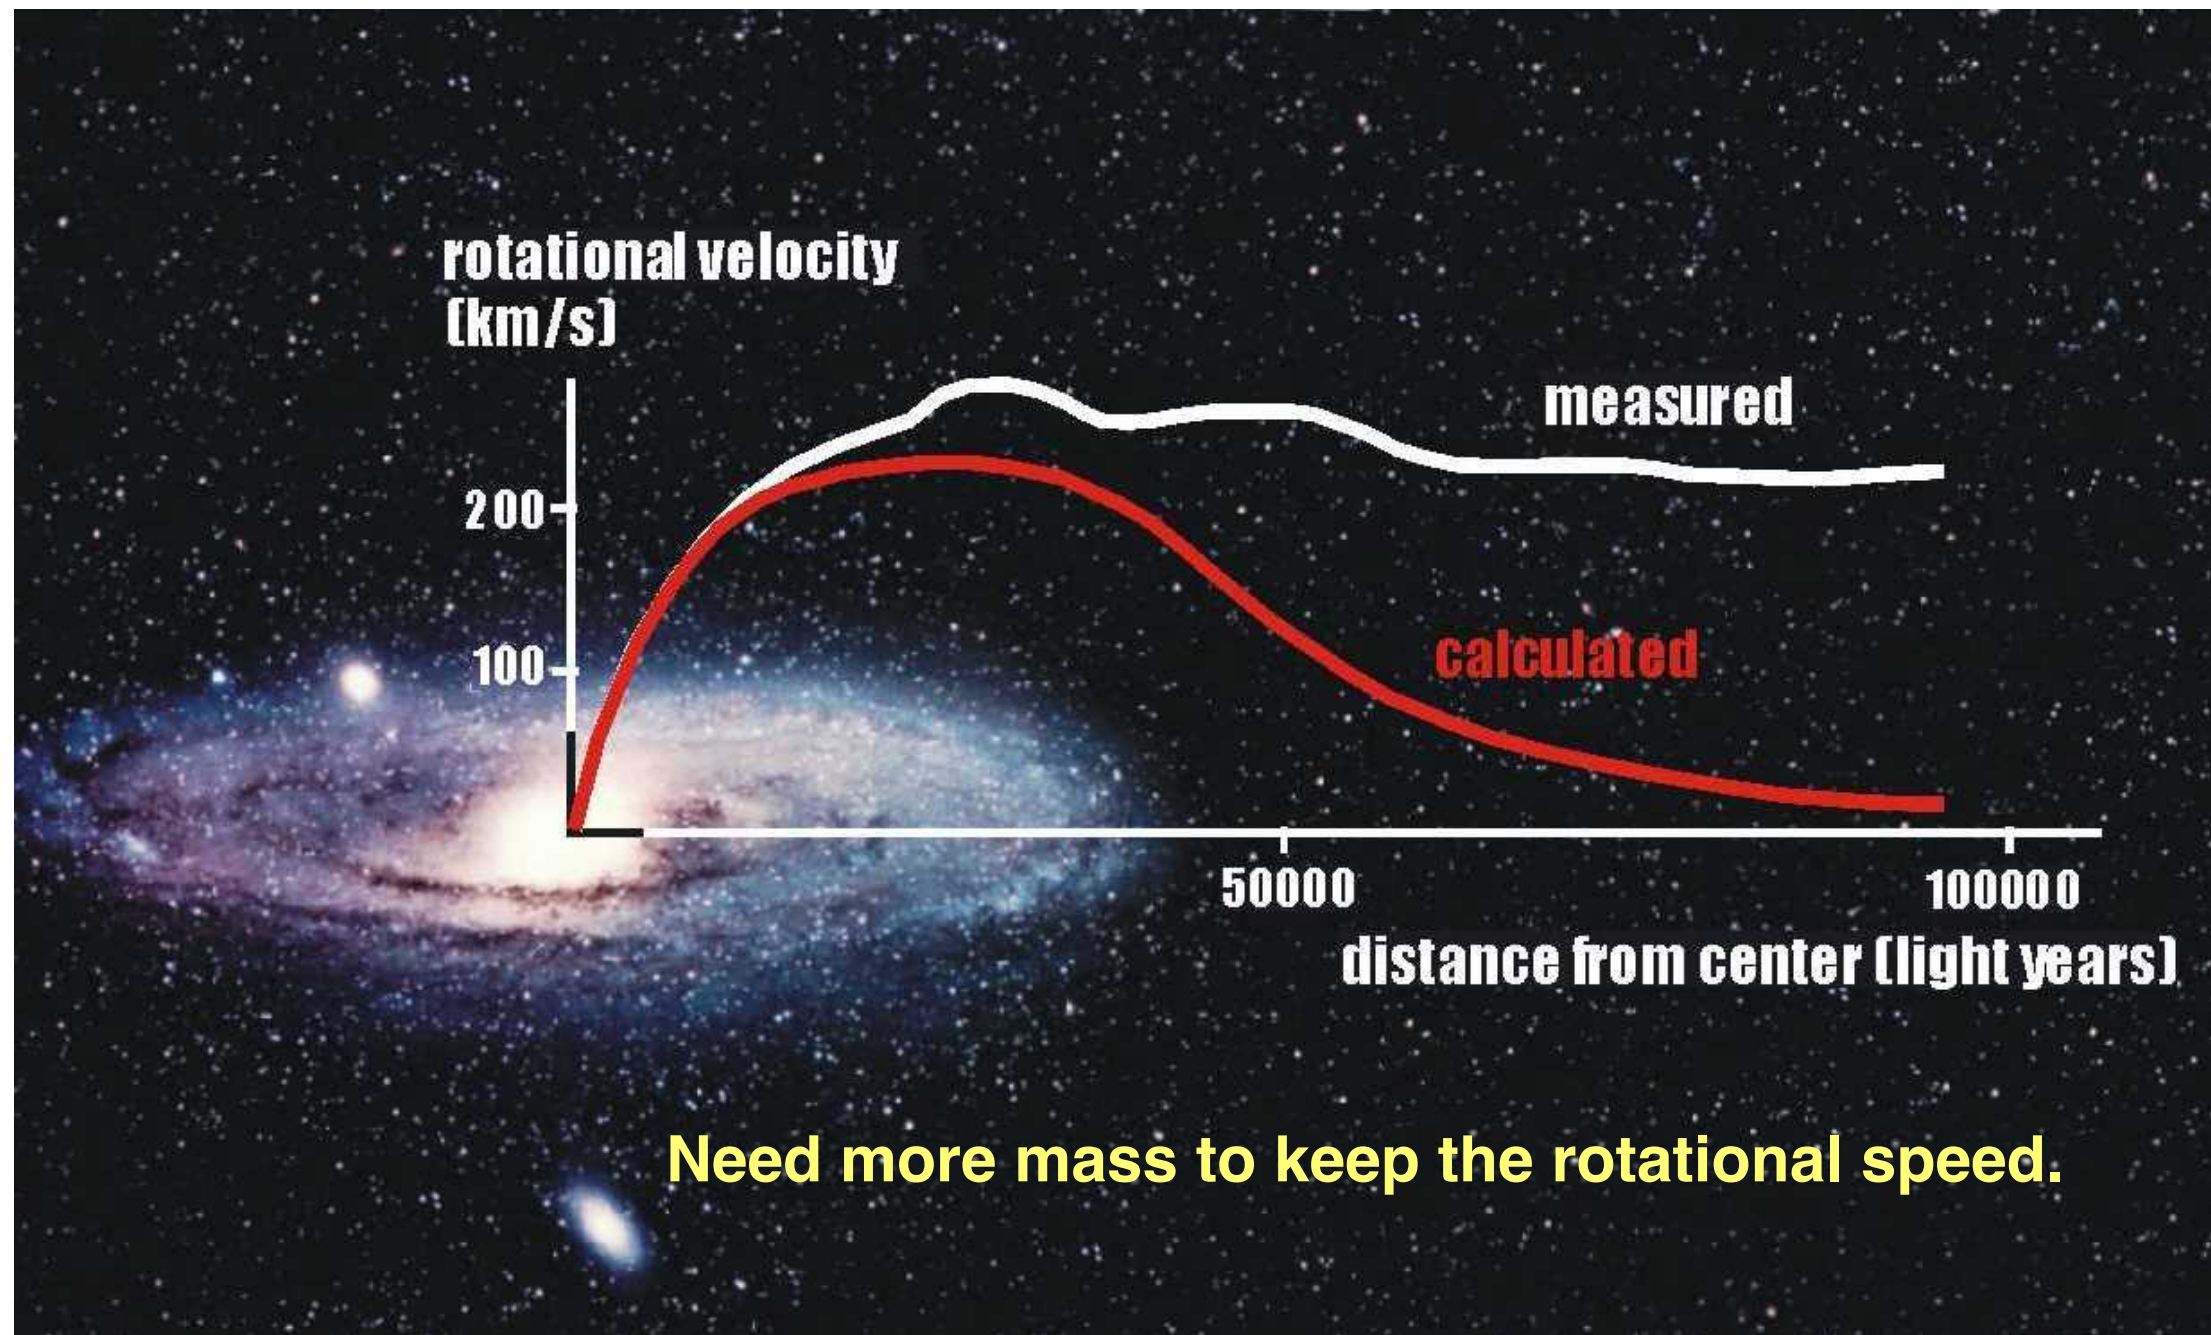 rotational velocity
(km/s)
measured
200
100
calculated
50000
100000
distance from center (light years)
Need more mass to keep the rotational speed.